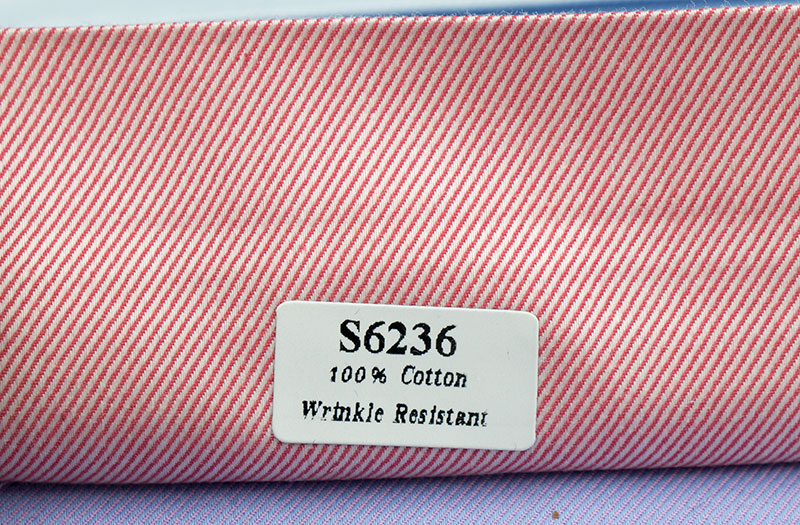 S6236
100% Cotton
Wrinkle Resistant